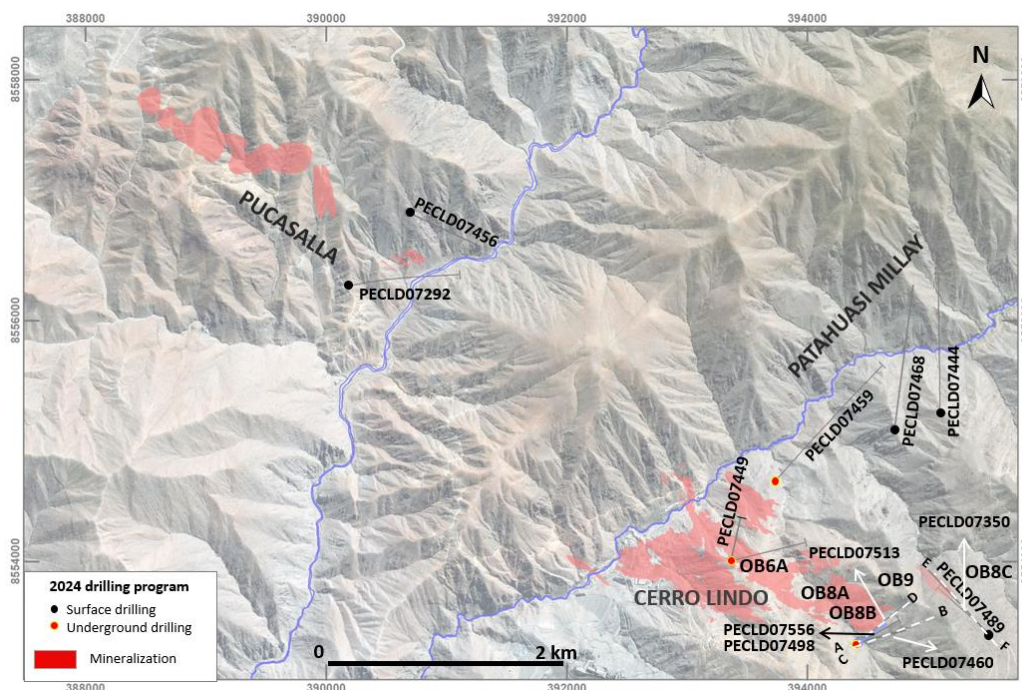 388000
390000
392000
394000
8558000
N
PUCASALLA
PECLD07456
PECLD07292
8556000
PATAHUASI MILLAY
PECLD07444
PECLD07468
PECLD07459
PECLD07449
PECLD07350
8554000
PECLD07513
OB6A
OB9
OB8C
E
PECLD07489
CERRO LINDO
OB8A
OB8B
D
B
PECLD07556
PECLD07498
A
C
F
PECLD07460
2024 drilling program
Surface drilling
Underground drilling
Mineralization
0
2 km
388000
390000
392000
394000